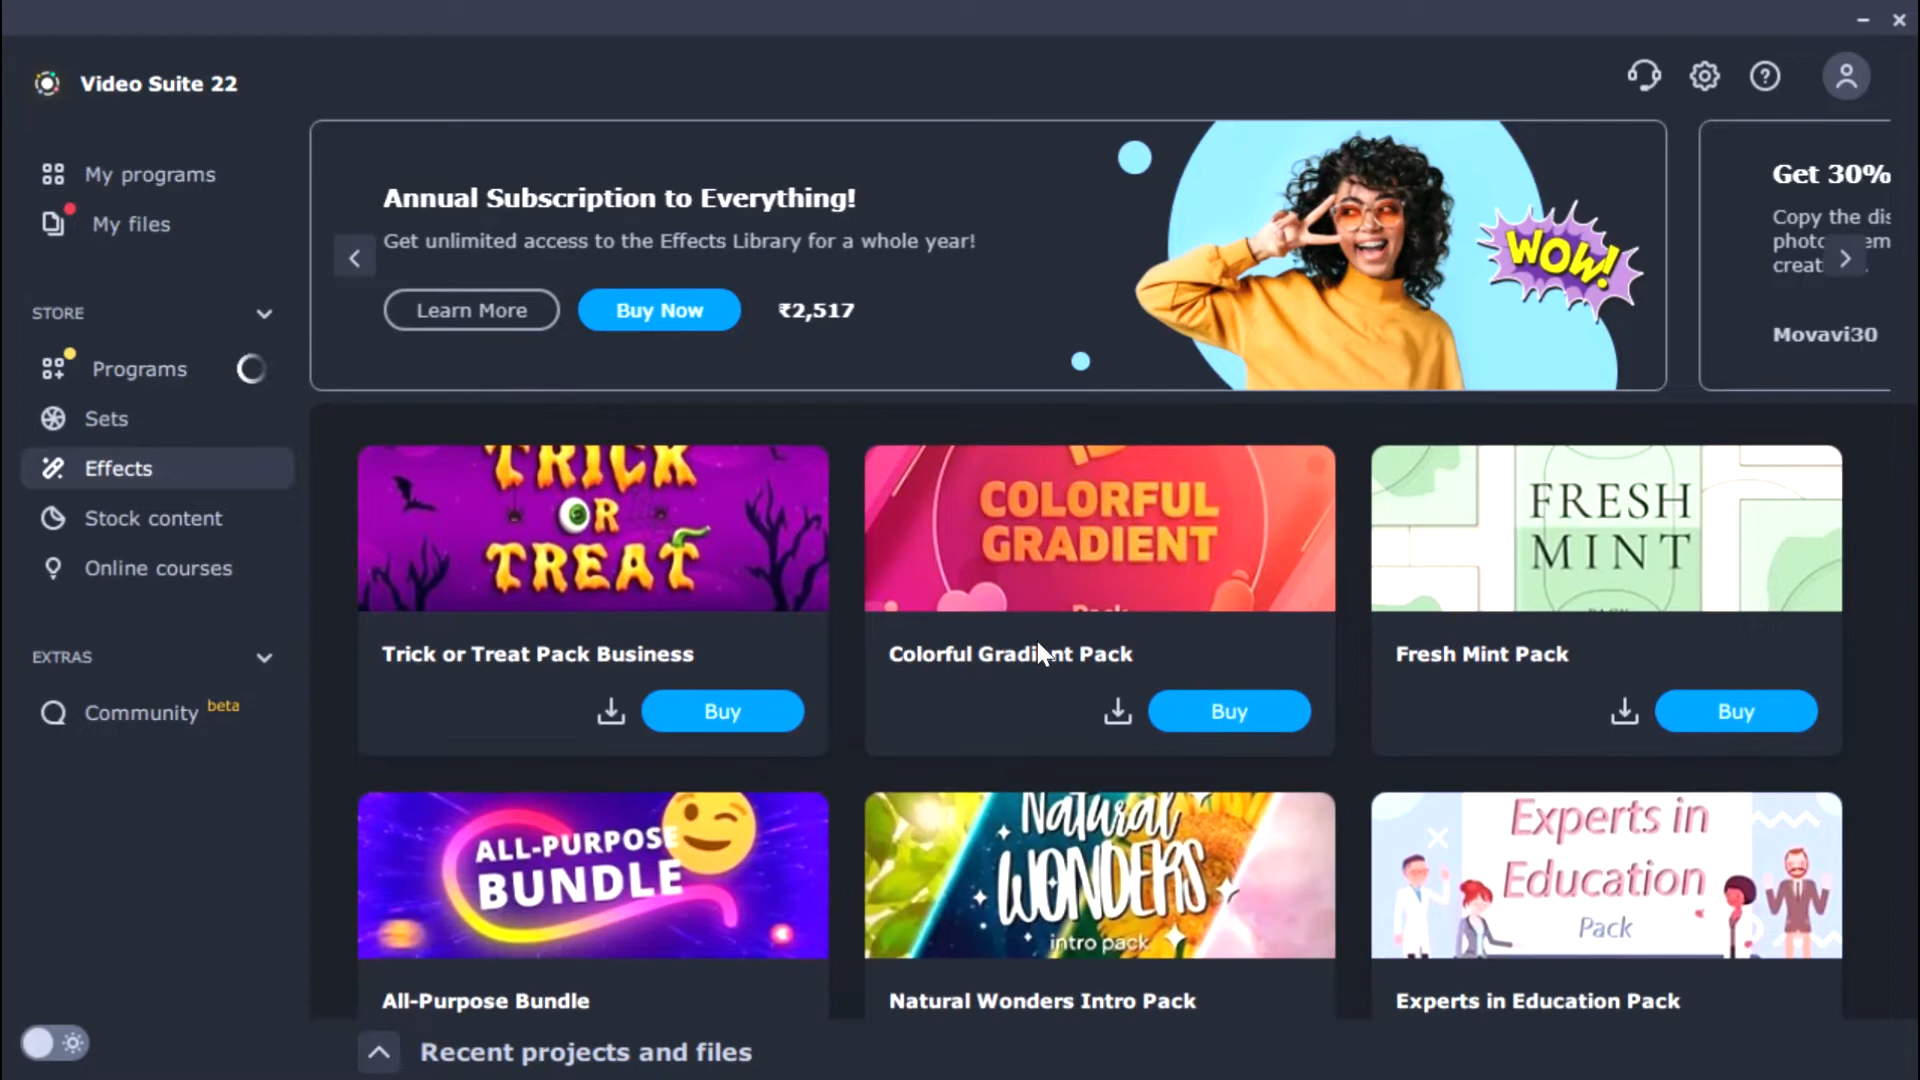 Video Suite 22
My programs
My files
STORE
Programs
Sets
Effects
Stock content
Online courses
EXTRAS
Community beta
Annual Subscription to Everything!
Get unlimited access to the Effects Library for a whole year!
Learn More
Buy Now
₹2,517
WOW!
Get 30%
Copy the dis
Movavi30
TRICK
OR
TREAT
Trick or Treat Pack Business
Buy
COLORFUL
GRADIENT
Colorful Gradient Pack
Buy
FRESH
MINT
Fresh Mint Pack
Buy
ALL-PURPOSE
BUNDLE
All-Purpose Bundle
Natural
WONDERS
intro pack
Natural Wonders Intro Pack
Experts in
Education
Pack
Experts in Education Pack
Recent projects and files